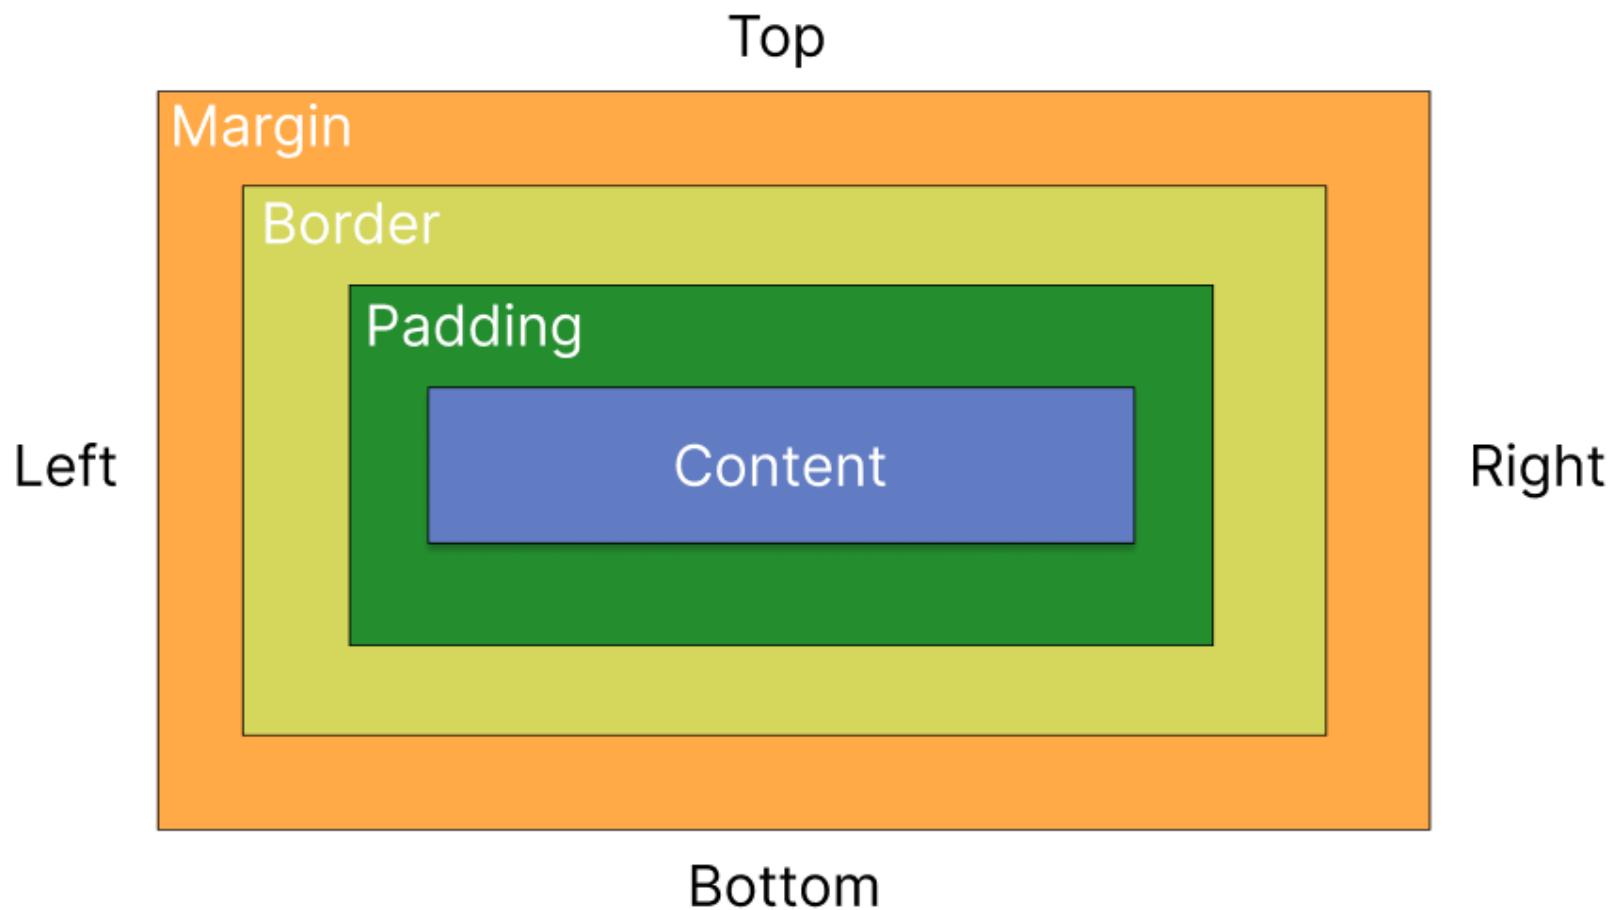 Top
Margin
Border
Padding
Left
Content
Right
Bottom